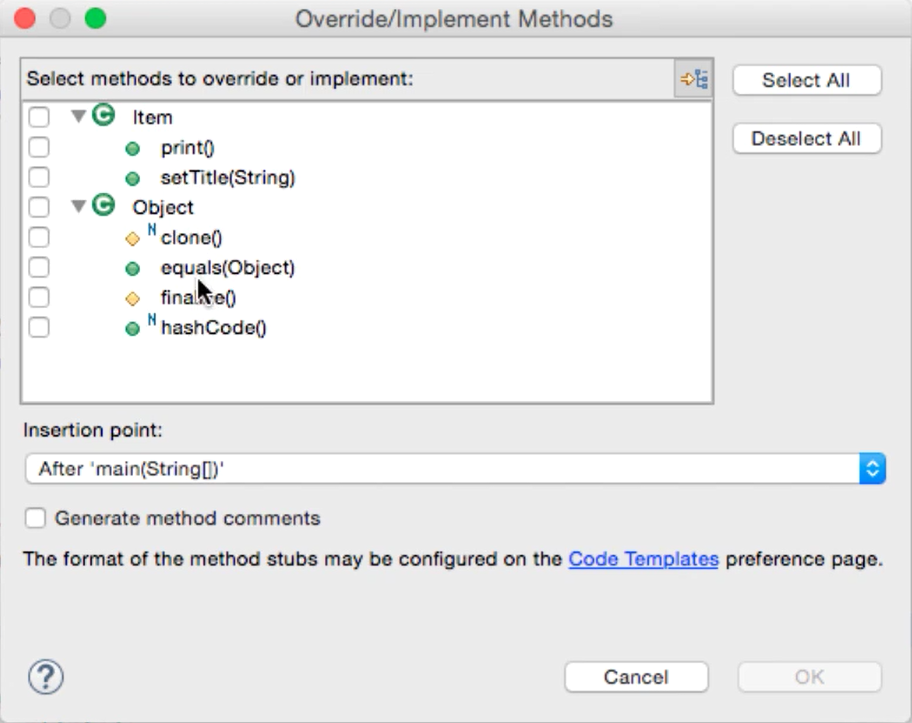 Override/Implement Methods
Select methods to override or implement:
Select All
Deselect All
C Item
print()
setTitle(String)
C Object
N clone()
equals(Object)
finalize()
N hashCode()
Insertion point:
After 'main(String[])'
Generate method comments
The format of the method stubs may be configured on the Code Templates preference page.
?
Cancel
OK